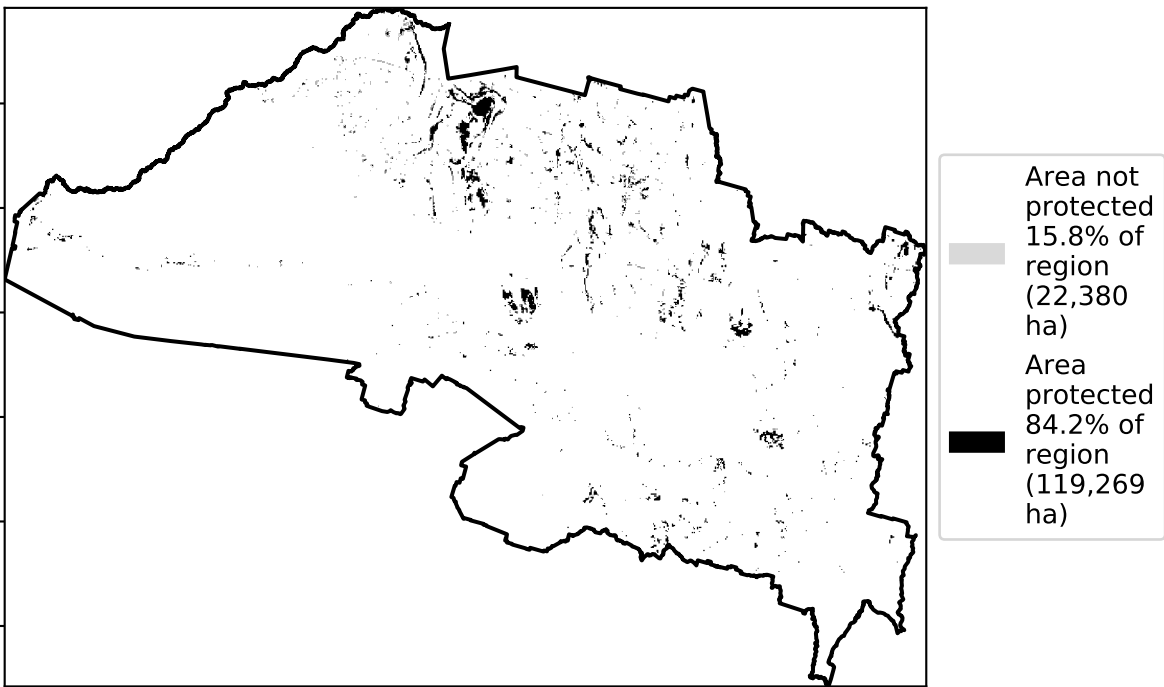 Area not
protected
15.8% of
region
(22,380
ha)
Area
protected
84.2% of
region
(119,269
ha)